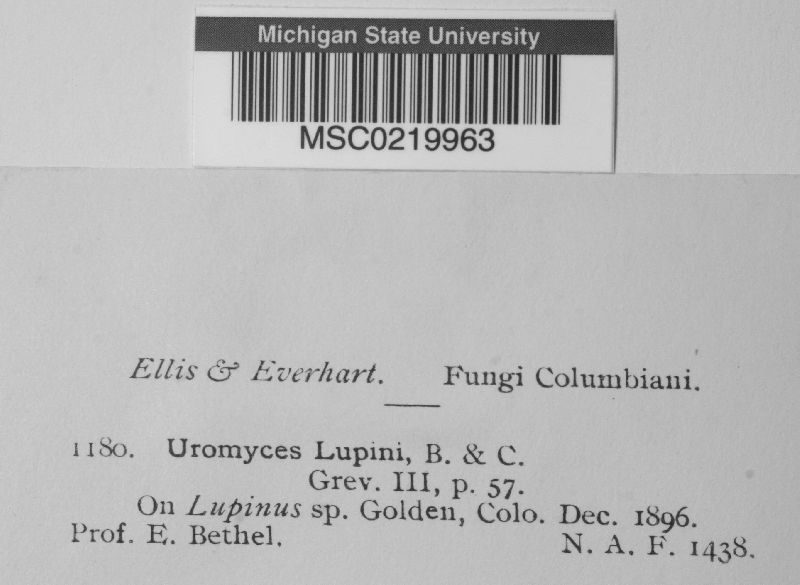 Michigan State University
MSC0219963
Ellis & Everhart. Fungi Columbiani.
1180. Uromyces Lupini, B. & C.
Grev. III, p. 57.
On Lupinus sp. Golden, Colo. Dec. 1896.
Prof. E. Bethel. N. A. F. 1438.